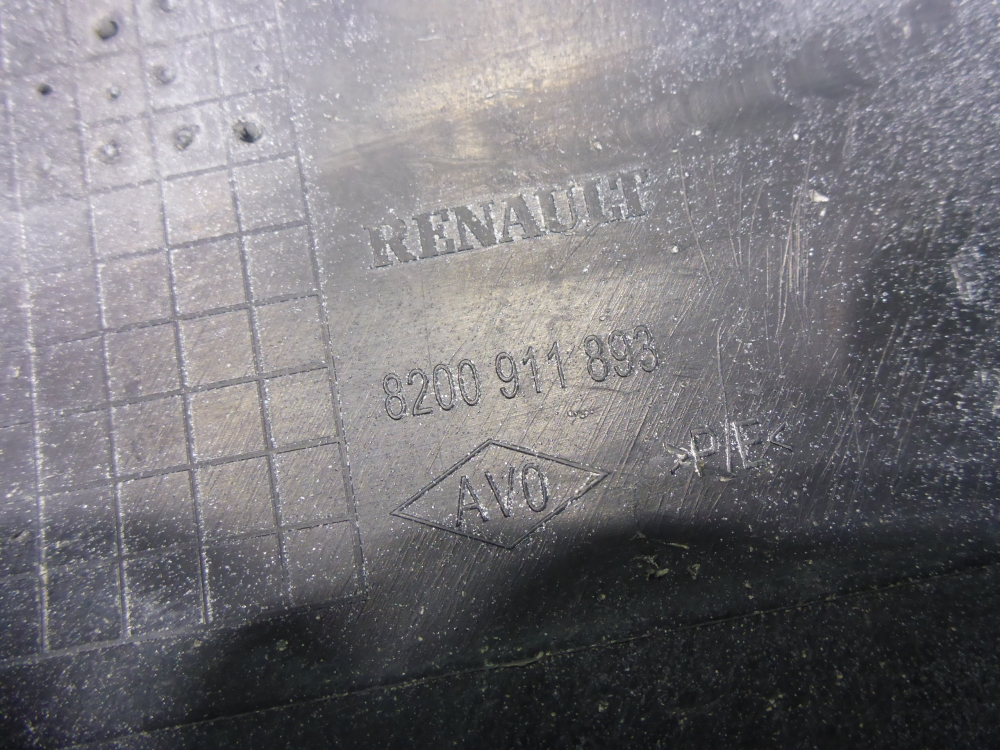 RENAULT
8200 911 893
AVO
>P/E<